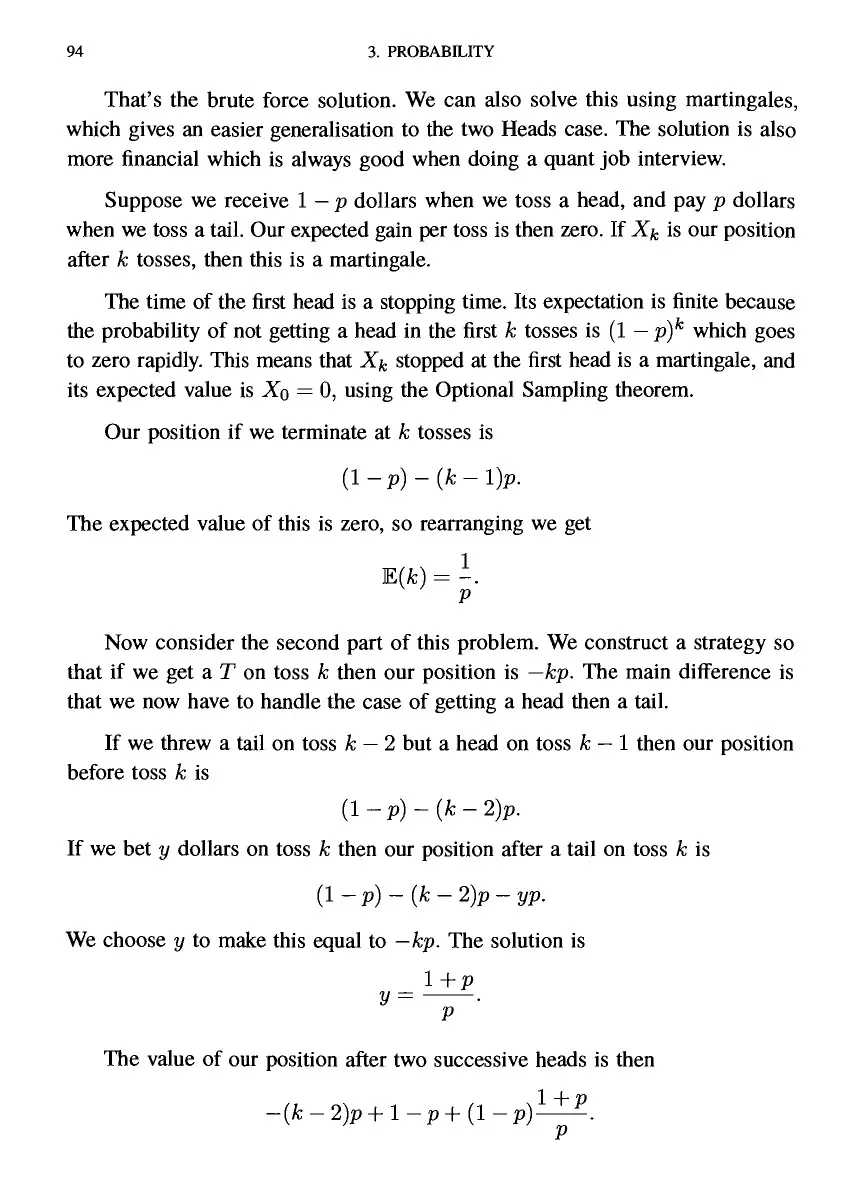 94 3. PROBABILITY
That's the brute force solution. We can also solve this using martingales,
which gives an easier generalisation to the two Heads case. The solution is also
more financial which is always good when doing a quant job interview.
Suppose we receive 1 − p dollars when we toss a head, and pay p dollars
when we toss a tail. Our expected gain per toss is then zero. If X_k is our position
after k tosses, then this is a martingale.
The time of the first head is a stopping time. Its expectation is finite because
the probability of not getting a head in the first k tosses is (1 − p)^k which goes
to zero rapidly. This means that X_k stopped at the first head is a martingale, and
its expected value is X_0 = 0, using the Optional Sampling theorem.
Our position if we terminate at k tosses is
(1 − p) − (k − 1)p.
The expected value of this is zero, so rearranging we get
𝔼(k) = 1/p.
Now consider the second part of this problem. We construct a strategy so
that if we get a T on toss k then our position is −kp. The main difference is
that we now have to handle the case of getting a head then a tail.
If we threw a tail on toss k − 2 but a head on toss k − 1 then our position
before toss k is
(1 − p) − (k − 2)p.
If we bet y dollars on toss k then our position after a tail on toss k is
(1 − p) − (k − 2)p − yp.
We choose y to make this equal to −kp. The solution is
y = (1 + p)/p.
The value of our position after two successive heads is then
−(k − 2)p + 1 − p + (1 − p)(1 + p)/p.